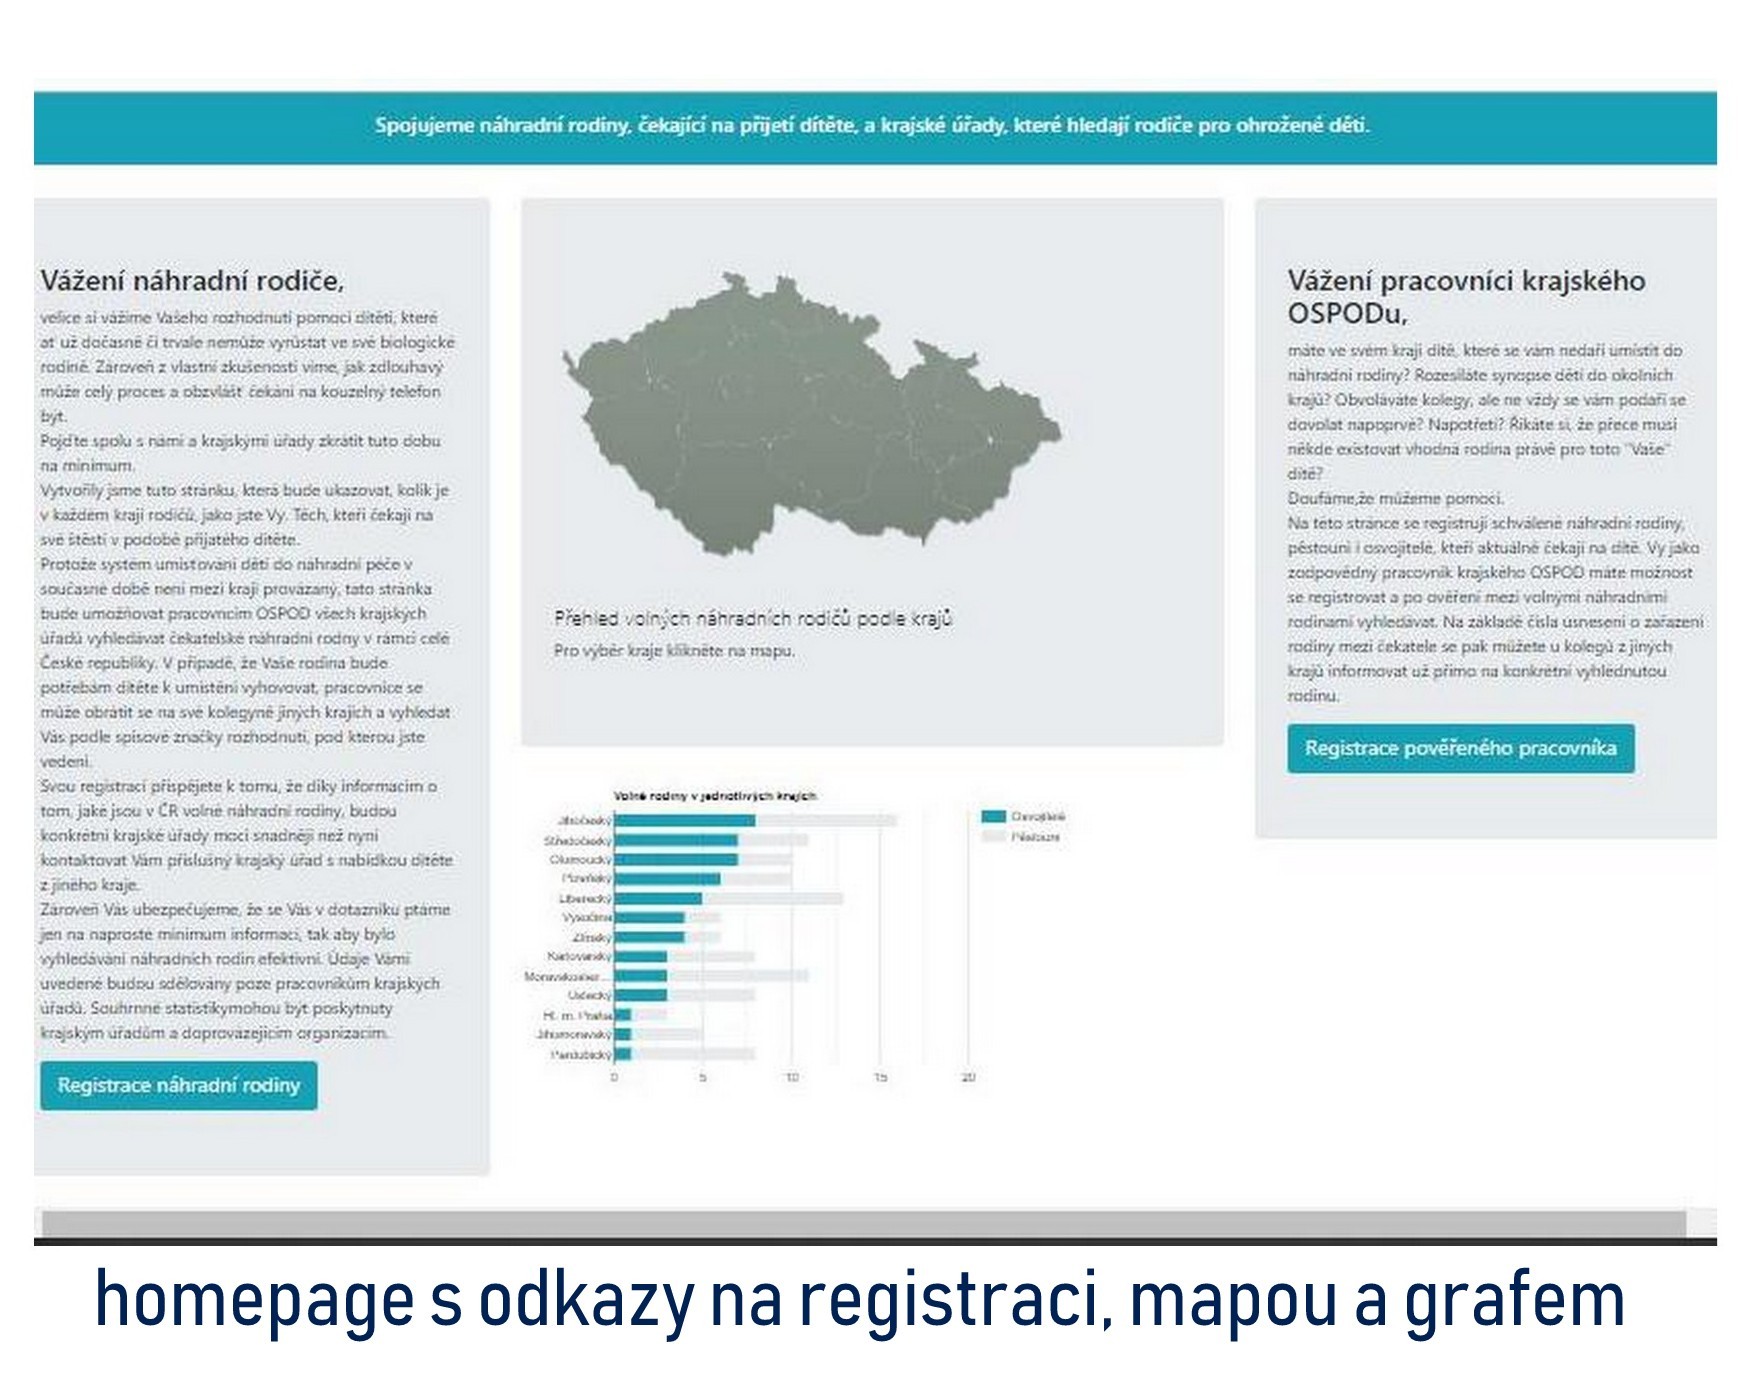 Spojujeme náhradní rodiny, čekající na přijetí dítěte, a krajské úřady, které hledají rodiče pro ohrožené děti.
Vážení náhradní rodiče,
velice si vážíme Vašeho rozhodnutí pomoci dítěti, které
ať už dočasně či trvale nemůže vyrůstat ve své biologické
rodině. Zároveň z vlastní zkušenosti víme, jak zdlouhavý
může celý proces a obzvlášť čekání na kouzelný telefon
být.
Pojďte spolu s námi a krajskými úřady zkrátit tuto dobu
na minimum.
Vytvořily jsme tuto stránku, která bude ukazovat, kolik je
v každém kraji rodičů, jako jste Vy. Těch, kteří čekají na
své štěstí v podobě přijatého dítěte.
Protože systém umisťování dětí do náhradní péče v
současné době není mezi kraji provázaný, tato stránka
bude umožňovat pracovnicím OSPOD všech krajských
úřadů vyhledávat čekatelské náhradní rodny v rámci celé
České republiky. V případě, že Vaše rodina bude
potřebám dítěte k umístění vyhovovat, pracovnice se
může obrátit se na své kolegyně jiných krajích a vyhledat
Vás podle spisové značky rozhodnutí, pod kterou jste
vedeni.
Svou registrací přispějete k tomu, že díky informacím o
tom, jaké jsou v ČR volné náhradní rodiny, budou
konkrétní krajské úřady moci snadněji než nyní
kontaktovat Vám příslušný krajský úřad s nabídkou dítěte
z jiného kraje.
Zároveň Vás ubezpečujeme, že se Vás v dotazníku ptáme
jen na naprosté minimum informací, tak aby bylo
vyhledávání náhradních rodin efektivní. Údaje Vámi
uvedené budou sdělovány poze pracovníkům krajských
úřadů. Souhrnné statistikymohou být poskytnuty
krajským úřadům a doprovázejícím organizacím.
Registrace náhradní rodiny
Přehled volných náhradních rodičů podle krajů
Pro výběr kraje klikněte na mapu.
Volné rodiny v jednotlivých krajích
Jihočeský
Středočeský
Olomoucký
Plzeňský
Liberecký
Vysočina
Zlínský
Karlovarský
Moravskoslez...
Ústecký
Hl. m. Praha
Jihomoravský
Pardubický
0 5 10 15 20
Osvojitelé
Pěstouni
Vážení pracovníci krajského
OSPODu,
máte ve svém kraji dítě, které se vám nedaří umístit do
náhradní rodiny? Rozesíláte synopse dětí do okolních
krajů? Obvoláváte kolegy, ale ne vždy se vám podaří se
dovolat napoprvé? Napotřetí? Říkáte si, že přece musí
někde existovat vhodná rodina právě pro toto "Vaše"
dítě?
Doufáme,že můžeme pomoci.
Na této stránce se registrují schválené náhradní rodiny,
pěstouni i osvojitelé, kteří aktuálně čekají na dítě. Vy jako
zodpovědný pracovník krajského OSPOD máte možnost
se registrovat a po ověření mezi volnými náhradními
rodinami vyhledávat. Na základě čísla usnesení o zařazení
rodiny mezi čekatele se pak můžete u kolegů z jiných
krajů informovat už přímo na konkrétní vyhlédnutou
rodinu.
Registrace pověřeného pracovníka
homepage s odkazy na registraci, mapou a grafem